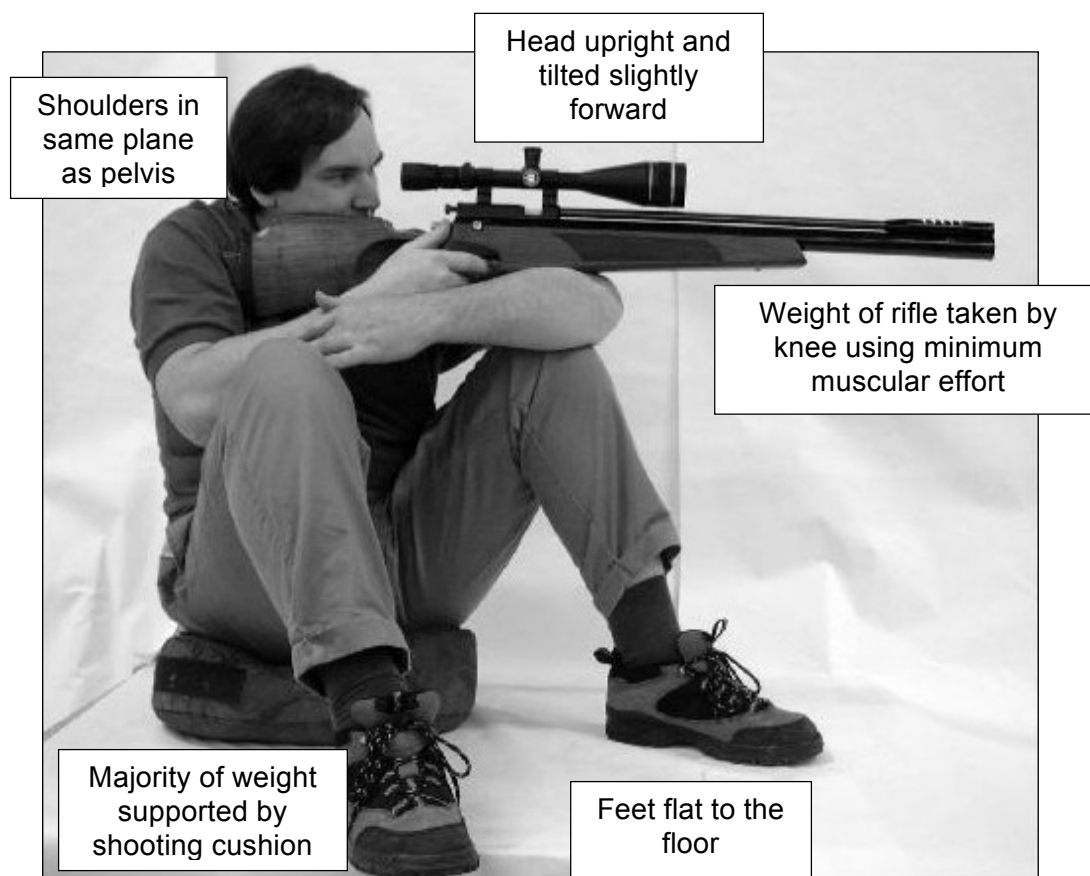 Head upright and
tilted slightly
forward
Shoulders in
same plane
as pelvis
Weight of rifle taken by
knee using minimum
muscular effort
Majority of weight
supported by
shooting cushion
Feet flat to the
floor